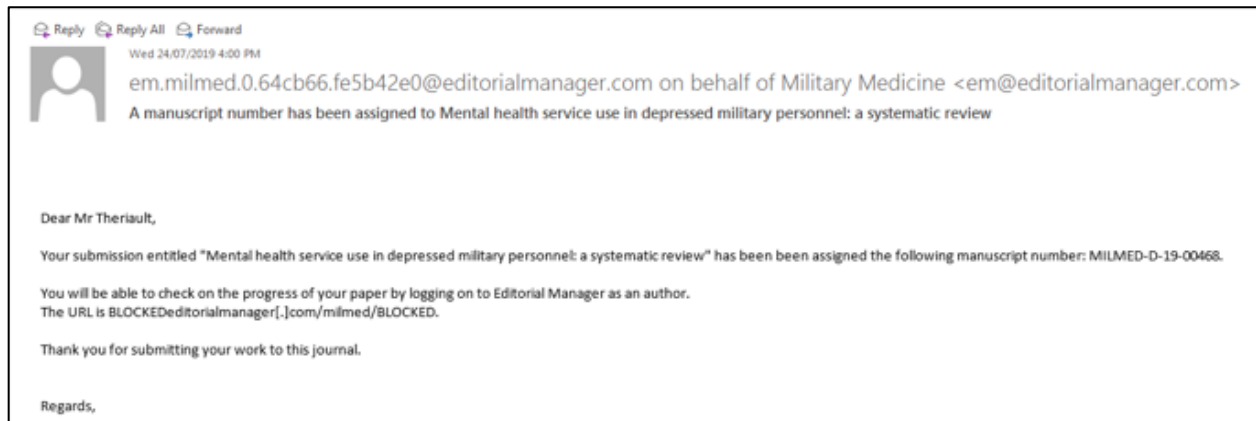 Reply Reply All Forward
Wed 24/07/2019 4:00 PM
em.milmed.0.64cb66.fe5b42e0@editorialmanager.com on behalf of Military Medicine <em@editorialmanager.com>
A manuscript number has been assigned to Mental health service use in depressed military personnel: a systematic review
Dear Mr Theriault,
Your submission entitled "Mental health service use in depressed military personnel: a systematic review" has been been assigned the following manuscript number: MILMED-D-19-00468.
You will be able to check on the progress of your paper by logging on to Editorial Manager as an author.
The URL is BLOCKEDeditorialmanager[.]com/milmed/BLOCKED.
Thank you for submitting your work to this journal.
Regards,